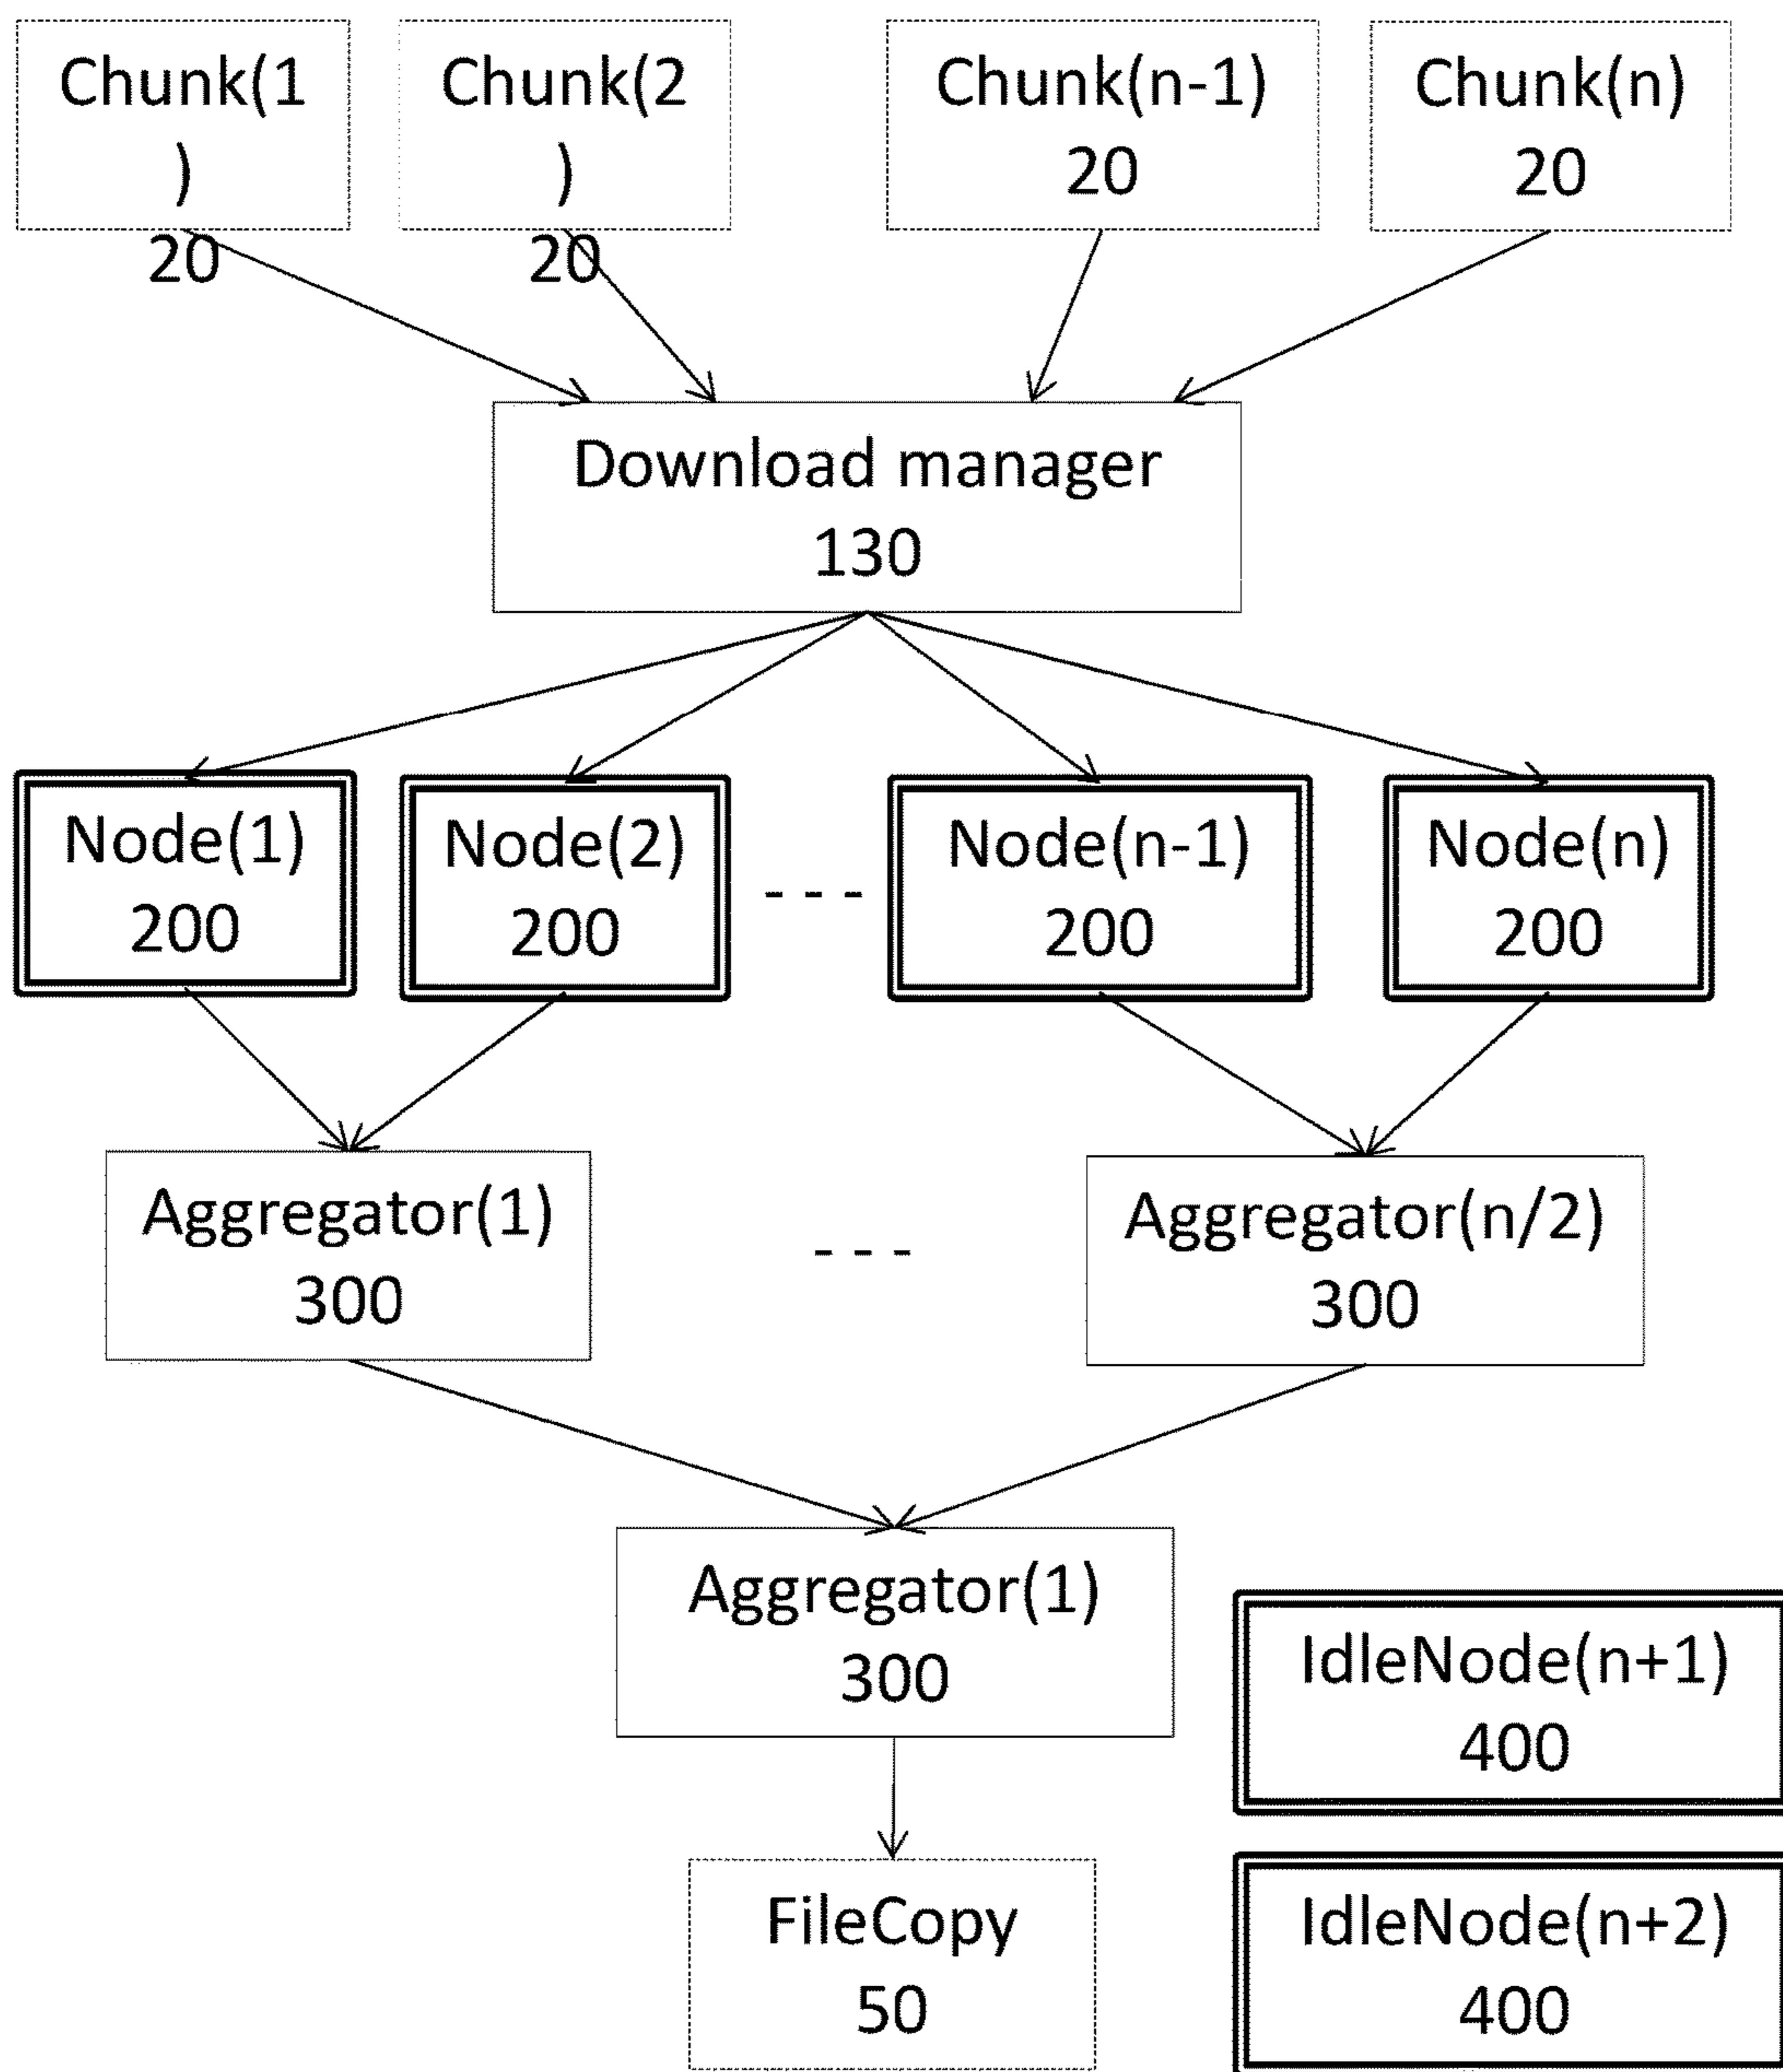 Chunk(1
)
20
Chunk(2
)
20
Chunk(n-1)
20
Chunk(n)
20
Download manager
130
Node(1)
200
Node(2)
200
- - -
Node(n-1)
200
Node(n)
200
Aggregator(1)
300
- - -
Aggregator(n/2)
300
Aggregator(1)
300
IdleNode(n+1)
400
FileCopy
50
IdleNode(n+2)
400